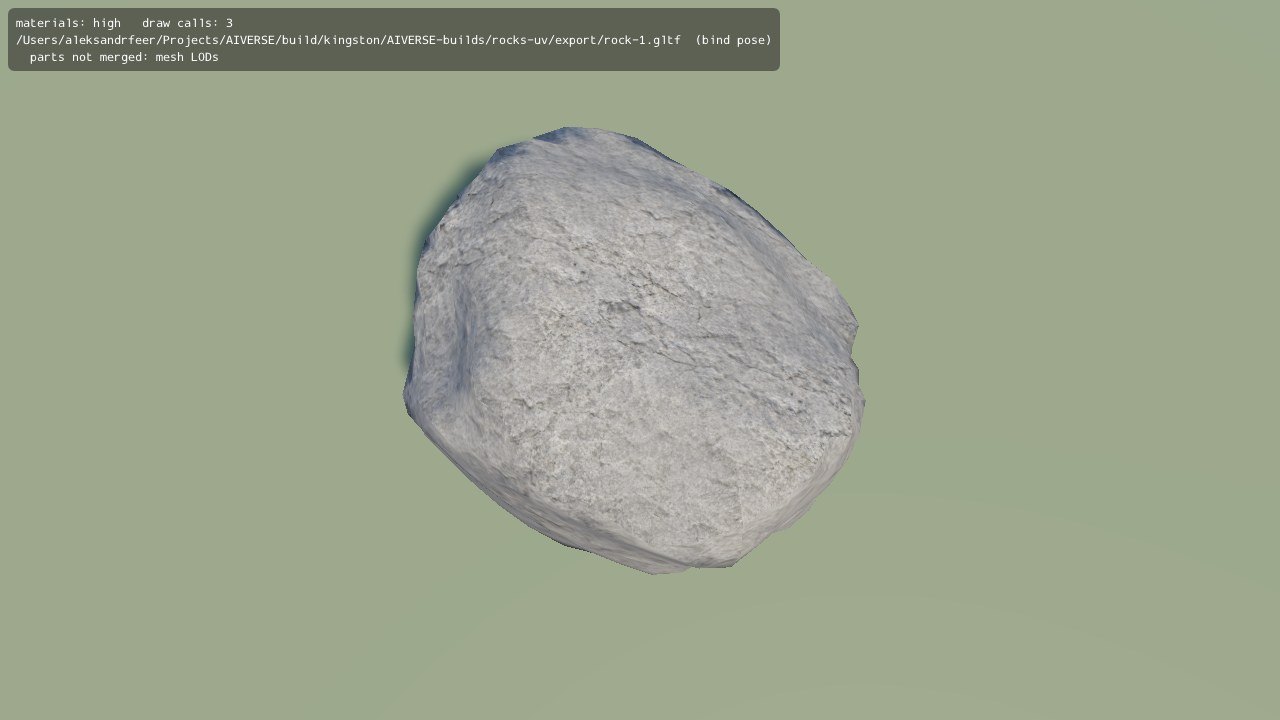 materials: high   draw calls: 3
/Users/aleksandrfeer/Projects/AIVERSE/build/kingston/AIVERSE-builds/rocks-uv/export/rock-1.gltf  (bind pose)
  parts not merged: mesh LODs